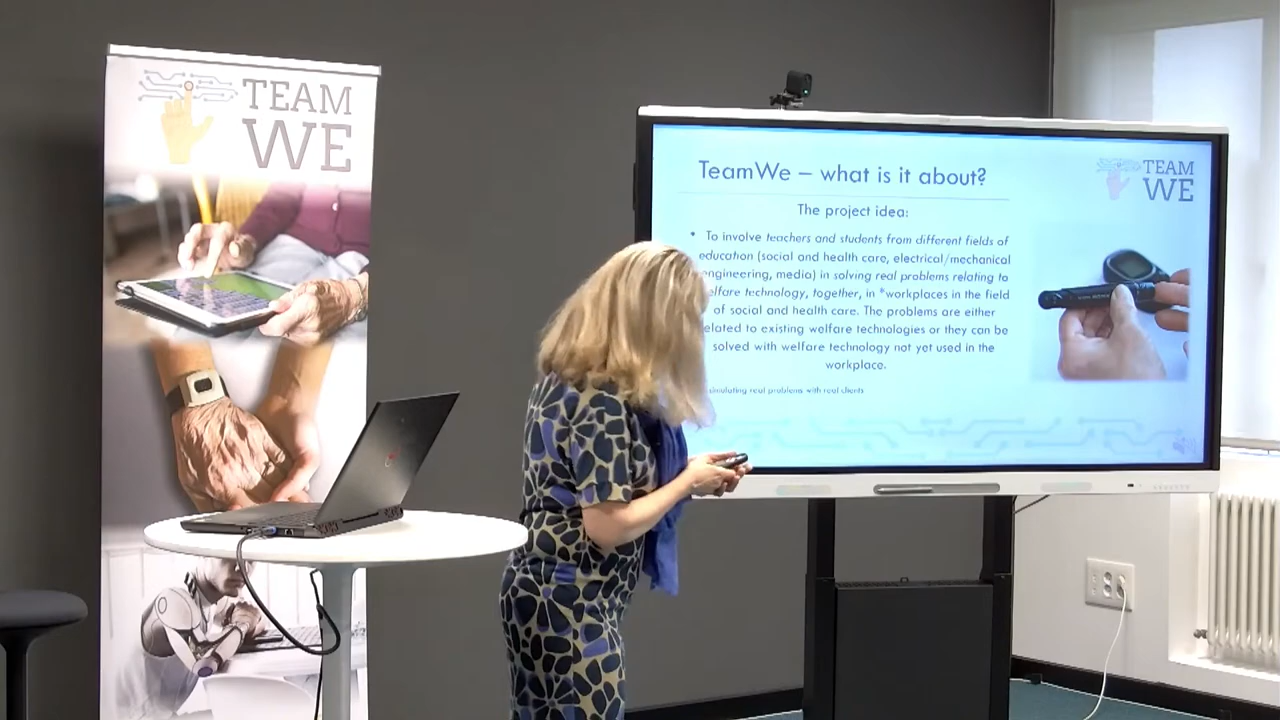 TEAM
WE
TeamWe – what is it about?
TEAM
WE
The project idea:
• To involve teachers and students from different fields of
education (social and health care, electrical/mechanical
engineering, media) in solving real problems relating to
elfare technology, together, in *workplaces in the field
of social and health care. The problems are either
elated to existing welfare technologies or they can be
solved with welfare technology not yet used in the
workplace.
simulating real problems with real clients